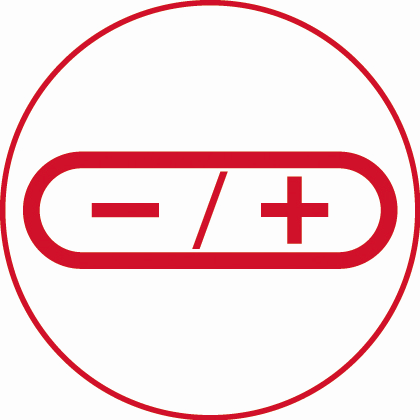 − / +